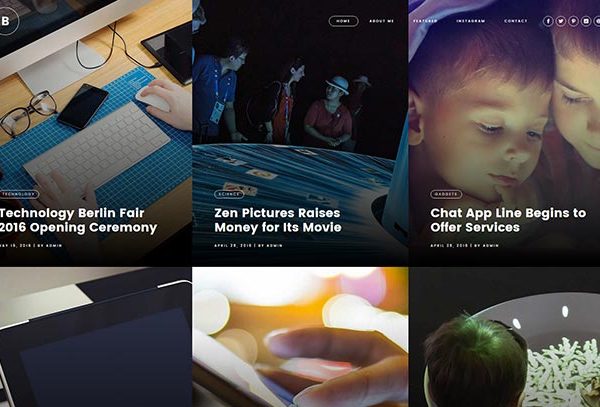 B
HOME
ABOUT ME
FEATURED
INSTAGRAM
CONTACT
TECHNOLOGY
Technology Berlin Fair
2016 Opening Ceremony
MAY 16, 2016 | BY ADMIN
SCIENCE
Zen Pictures Raises
Money for Its Movie
APRIL 28, 2016 | BY ADMIN
GADGETS
Chat App Line Begins to
Offer Services
APRIL 28, 2016 | BY ADMIN